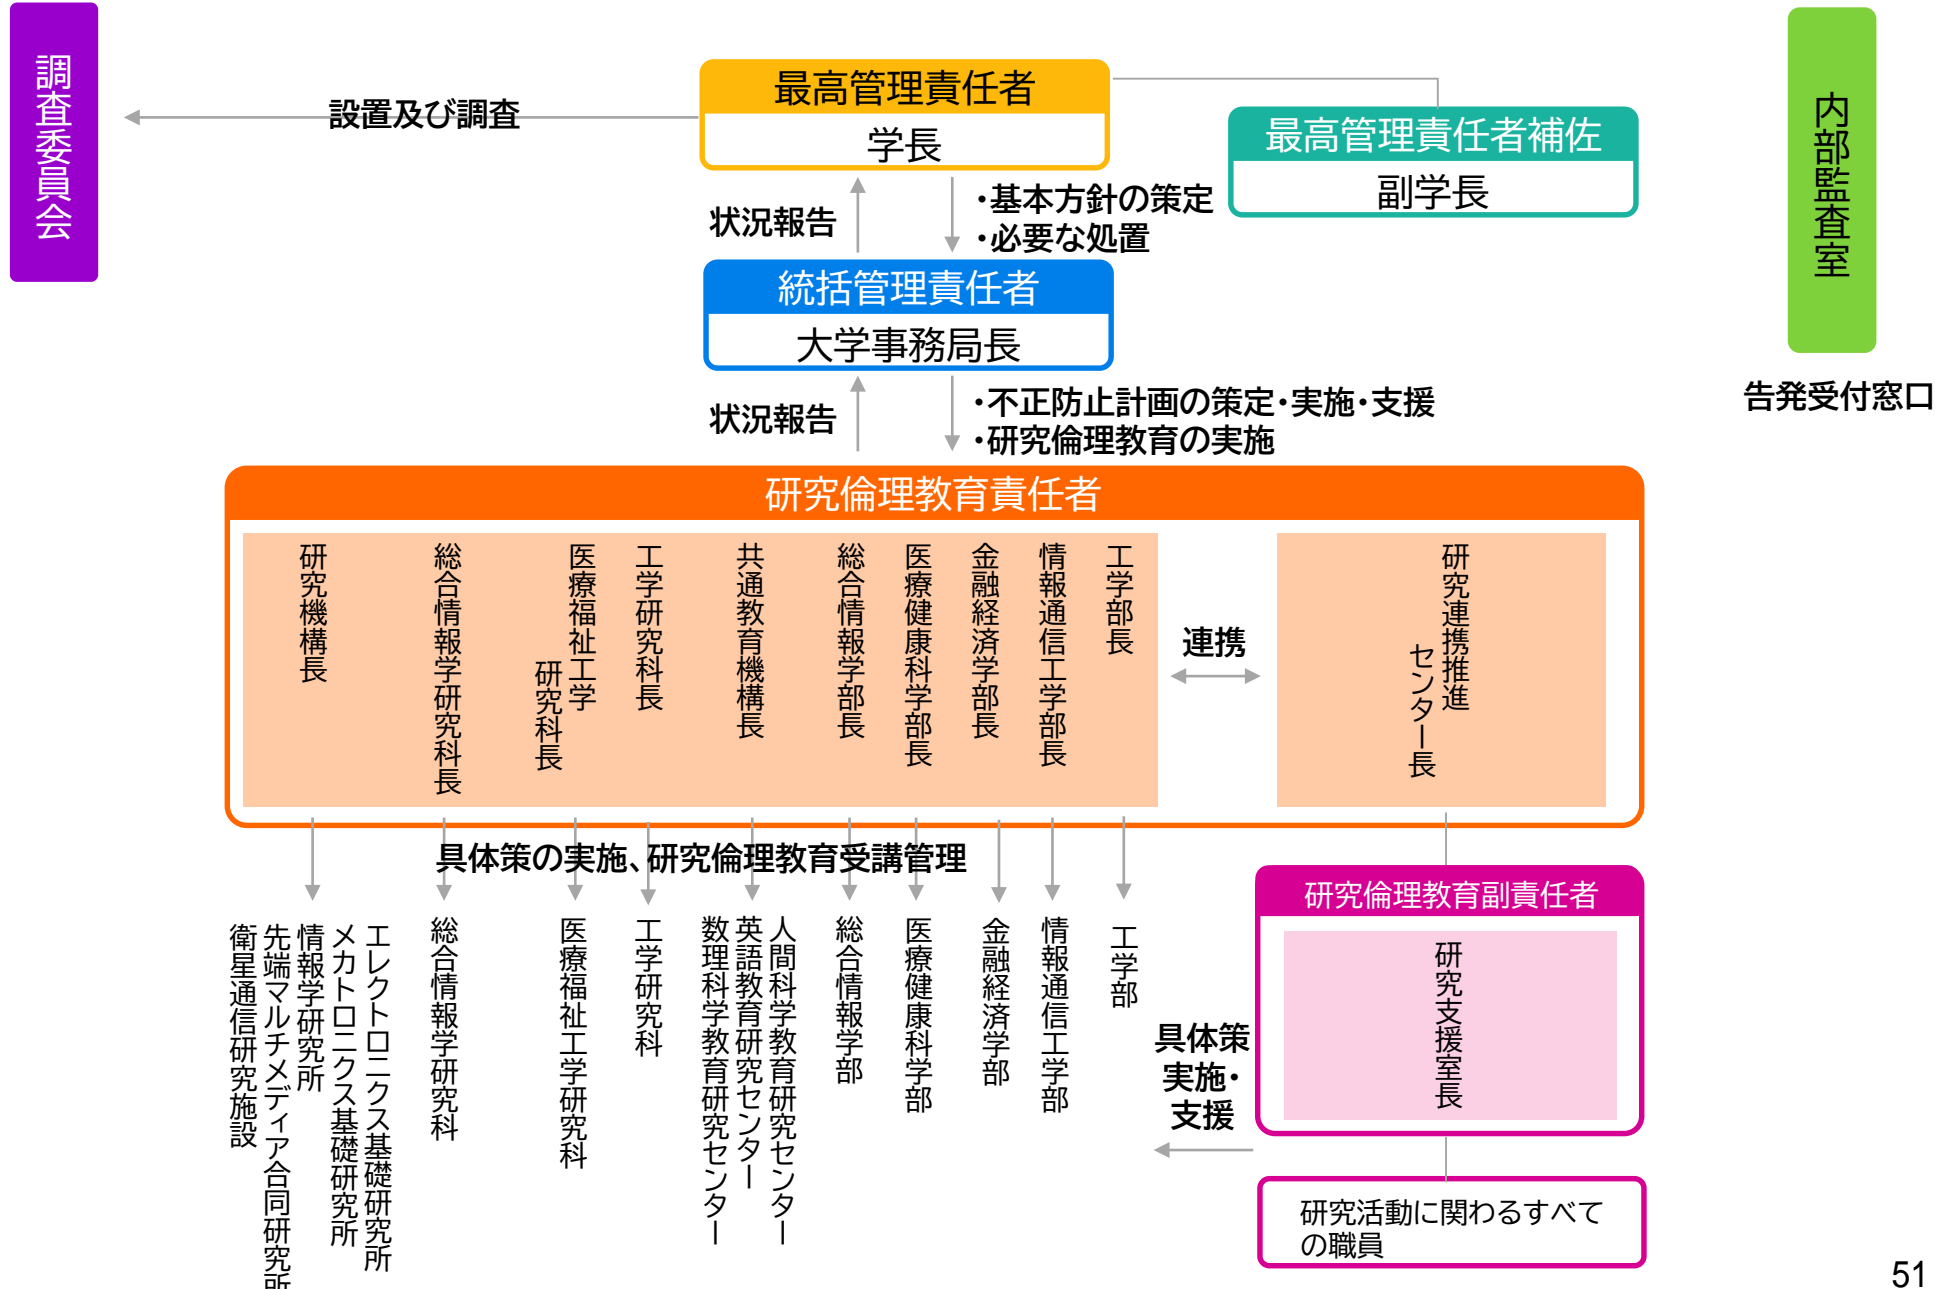 調査委員会
設置及び調査
最高管理責任者
学長
最高管理責任者補佐
副学長
内部監査室
告発受付窓口
状況報告
・基本方針の策定
・必要な処置
統括管理責任者
大学事務局長
状況報告
・不正防止計画の策定・実施・支援
・研究倫理教育の実施
研究倫理教育責任者
研究機構長
総合情報学研究科長
医療福祉工学
研究科長
工学研究科長
共通教育機構長
総合情報学部長
医療健康科学部長
金融経済学部長
情報通信工学部長
工学部長
連携
研究連携推進
センター長
具体策の実施、研究倫理教育受講管理
エレクトロニクス基礎研究所
メカトロニクス基礎研究所
情報学研究所
先端マルチメディア合同研究所
衛星通信研究施設
総合情報学研究科
医療福祉工学研究科
工学研究科
人間科学教育研究センター
英語教育研究センター
数理科学教育研究センター
総合情報学部
医療健康科学部
金融経済学部
情報通信工学部
工学部
具体策
実施・
支援
研究倫理教育副責任者
研究支援室長
研究活動に関わるすべて
の職員
51